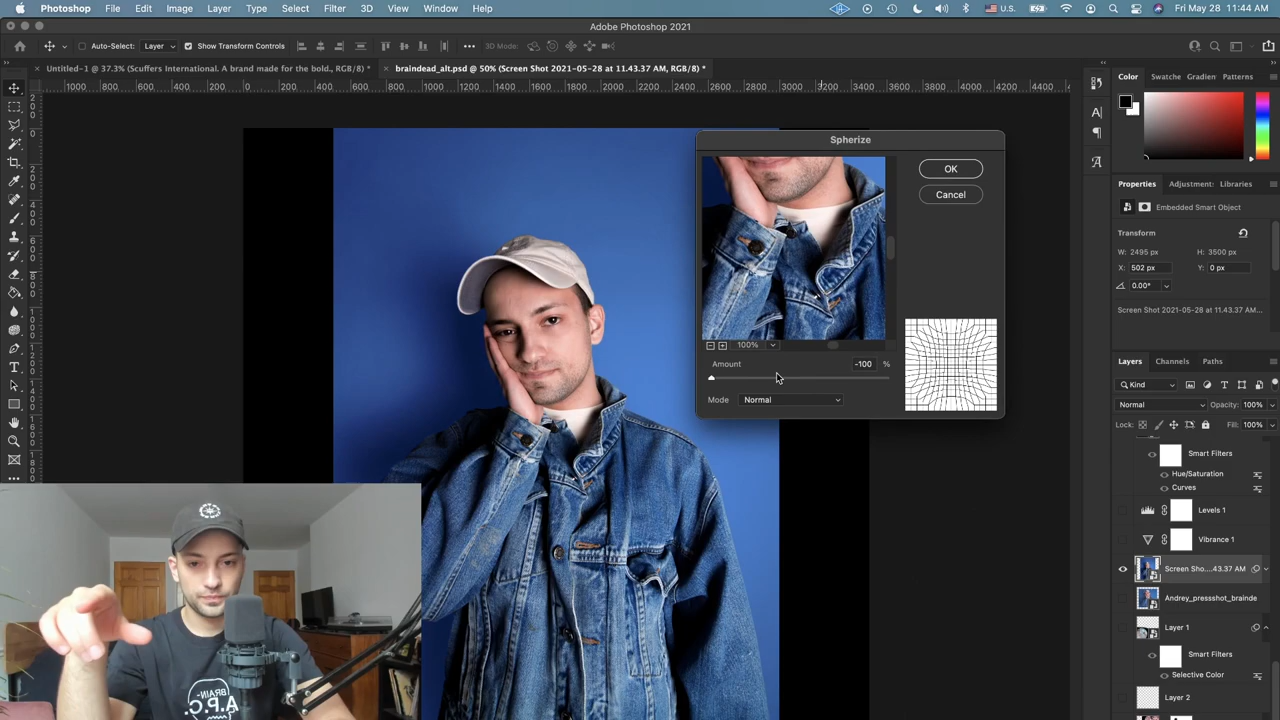 Photoshop File Edit Image Layer Type Select Filter 3D View Window Help U.S. Fri May 28 11:44 AM
Adobe Photoshop 2021
Auto-Select: Layer Show Transform Controls 3D Mode:
Untitled-1 @ 37.3% (Scuffers International. A brand made for the bold., RGB/8) *
braindead_alt.psd @ 50% (Screen Shot 2021-05-28 at 11.43.37 AM, RGB/8) *
1000 800 600 400 200 0 200 400 600 800 1000 1200 1400 1600 1800 2000 2200 2400 2600 2800 3000 3200 3400 3600 3800 4000 4200 4400
Color Swatche Gradien Patterns
Spherize
OK
Cancel
100%
Amount -100 %
Mode Normal
Properties Adjustment: Libraries
Embedded Smart Object
Transform
W: 2495 px H: 3500 px
X: 502 px Y: 0 px
0.00°
Screen Shot 2021-05-28 at 11.43.37 AM...
Layers Channels Paths
Kind
Normal Opacity: 100%
Lock: Fill: 100%
Smart Filters
Hue/Saturation
Curves
Levels 1
Vibrance 1
Screen Sho....43.37 AM
Andrey_pressshot_brainde
Layer 1
Smart Filters
Selective Color
Layer 2
BRAIN-
A.P.C.